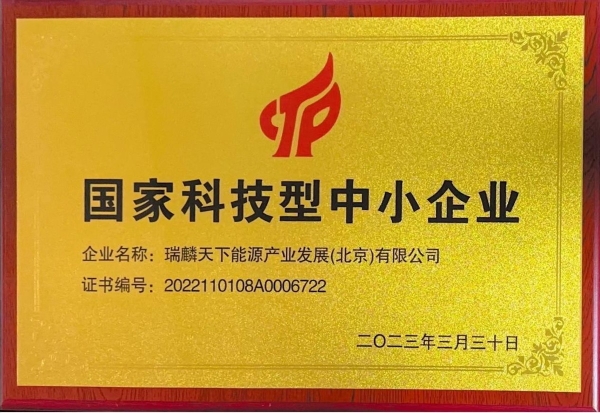 国家科技型中小企业
企业名称：瑞麟天下能源产业发展(北京)有限公司
证书编号：2022110108A0006722
二〇二三年三月三十日